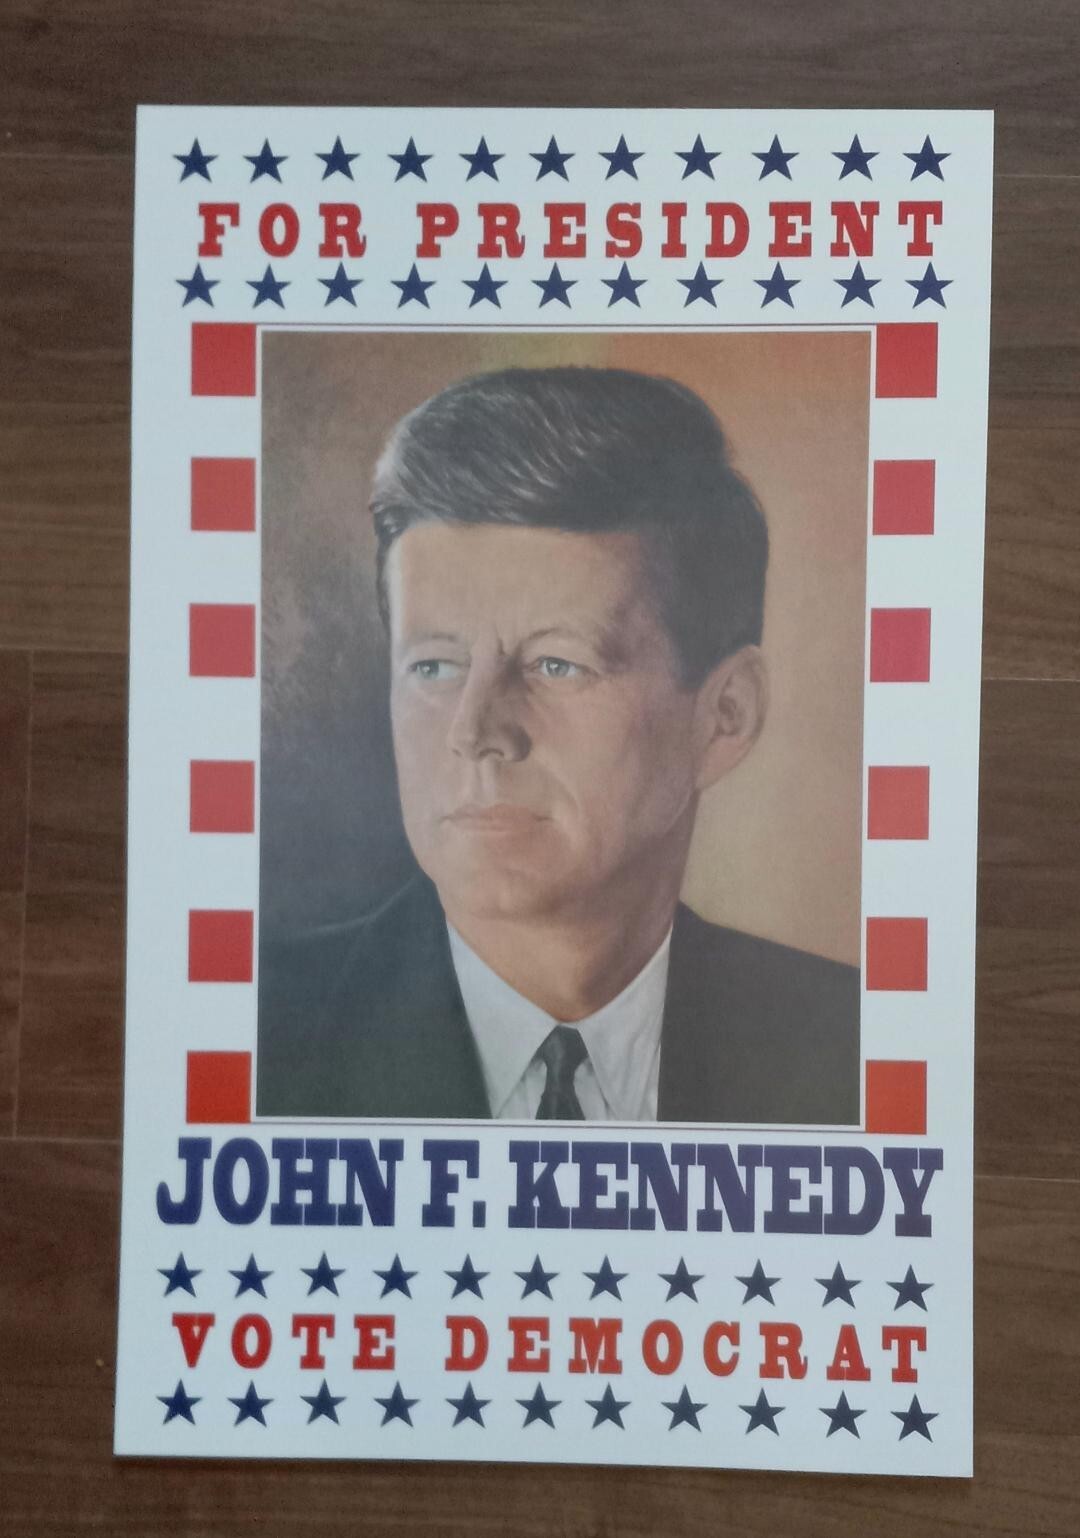 FOR PRESIDENT
JOHN F. KENNEDY
VOTE DEMOCRAT